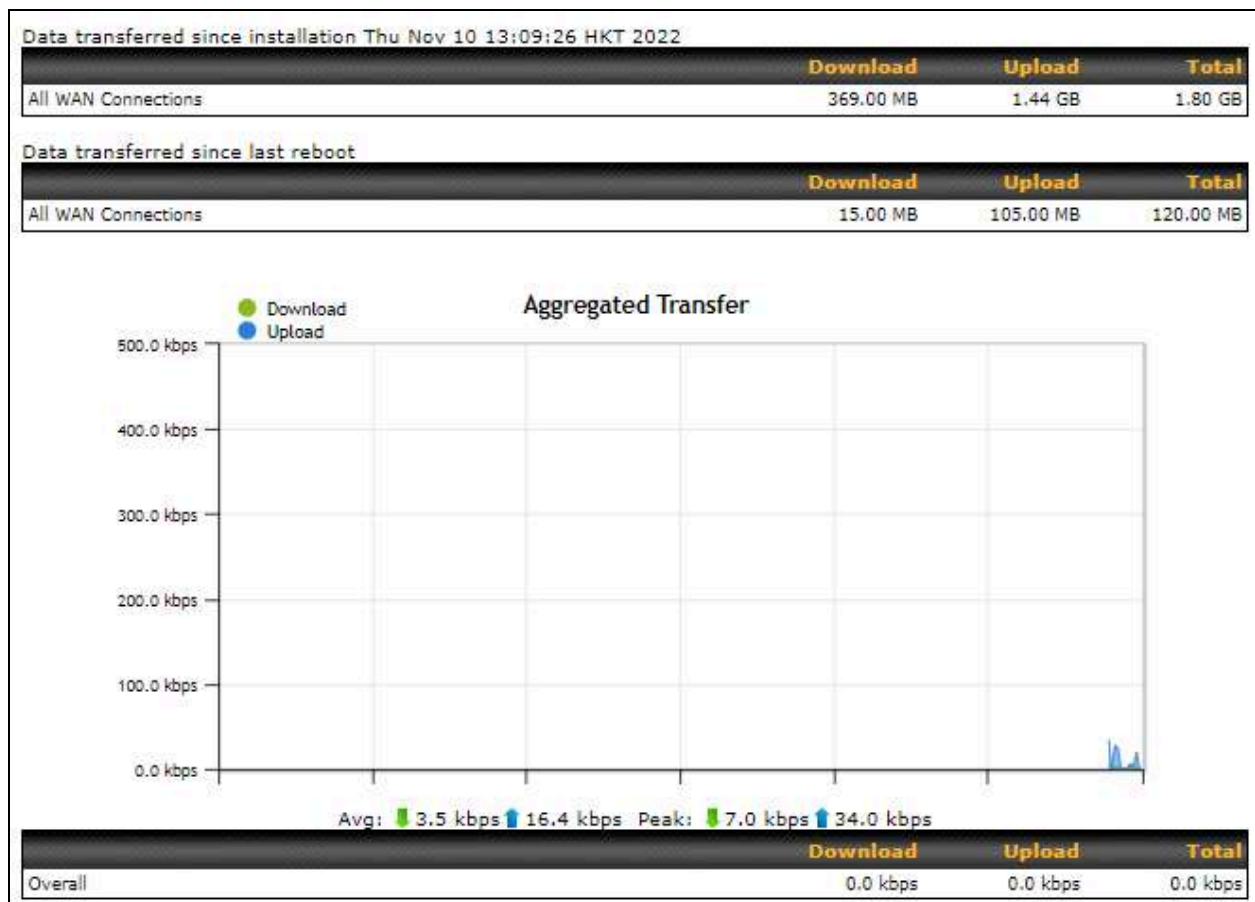 Data transferred since installation Thu Nov 10 13:09:26 HKT 2022
Download Upload Total
All WAN Connections 369.00 MB 1.44 GB 1.80 GB
Data transferred since last reboot
Download Upload Total
All WAN Connections 15.00 MB 105.00 MB 120.00 MB
Aggregated Transfer
Download
Upload
500.0 kbps
400.0 kbps
300.0 kbps
200.0 kbps
100.0 kbps
0.0 kbps
Avg: 3.5 kbps 16.4 kbps Peak: 7.0 kbps 34.0 kbps
Download Upload Total
Overall 0.0 kbps 0.0 kbps 0.0 kbps